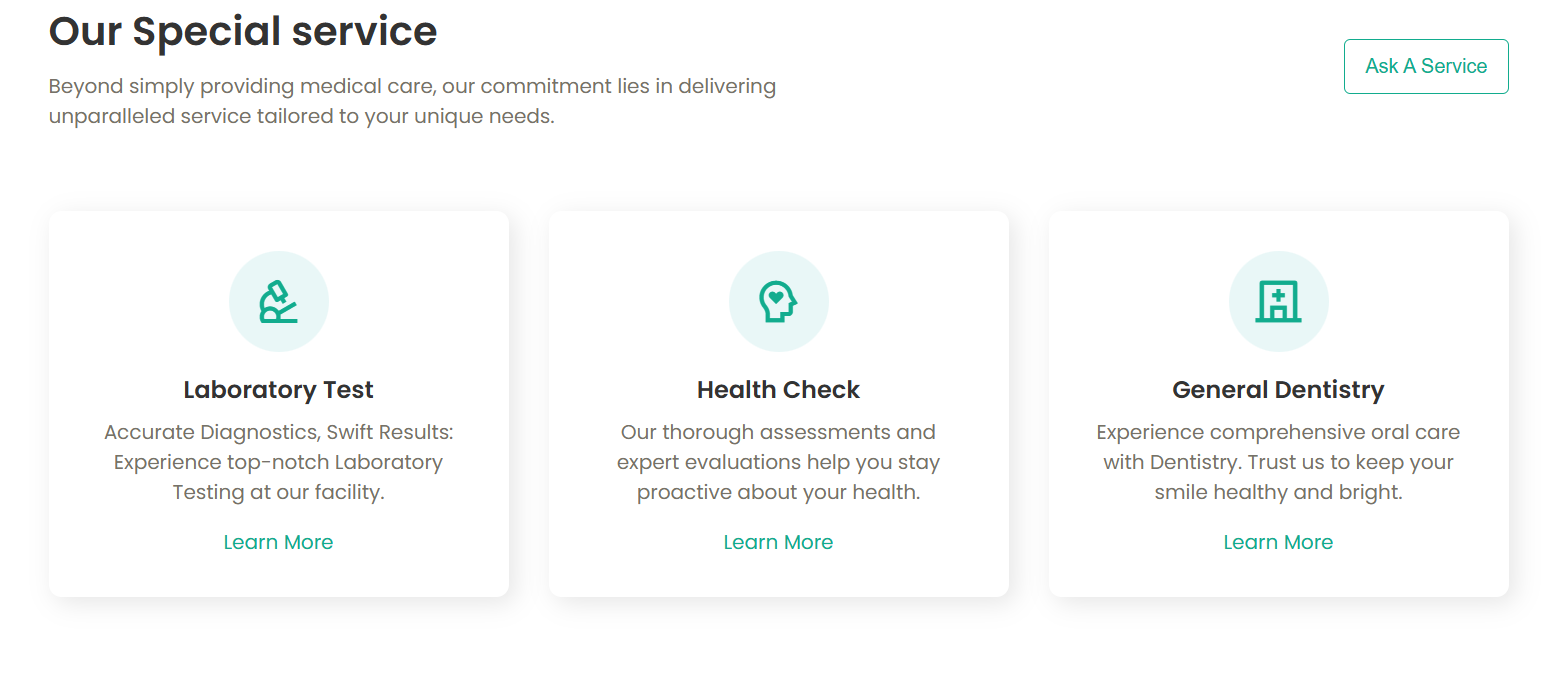 Our Special service
Beyond simply providing medical care, our commitment lies in delivering
unparalleled service tailored to your unique needs.
Ask A Service
Laboratory Test
Accurate Diagnostics, Swift Results:
Experience top-notch Laboratory
Testing at our facility.
Learn More
Health Check
Our thorough assessments and
expert evaluations help you stay
proactive about your health.
Learn More
General Dentistry
Experience comprehensive oral care
with Dentistry. Trust us to keep your
smile healthy and bright.
Learn More